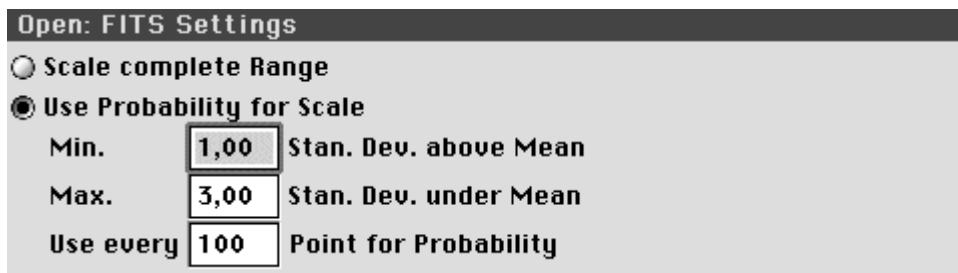 Open: FITS Settings
Scale complete Range
Use Probability for Scale
Min. 1,00 Stan. Dev. above Mean
Max. 3,00 Stan. Dev. under Mean
Use every 100 Point for Probability